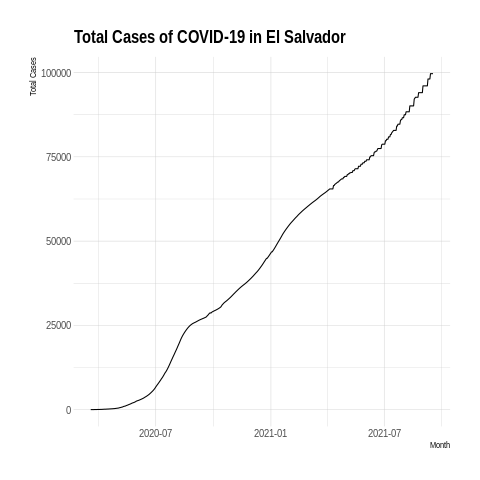 Total Cases of COVID-19 in El Salvador
Total Cases
100000
75000
50000
25000
0
2020-07
2021-01
2021-07
Month